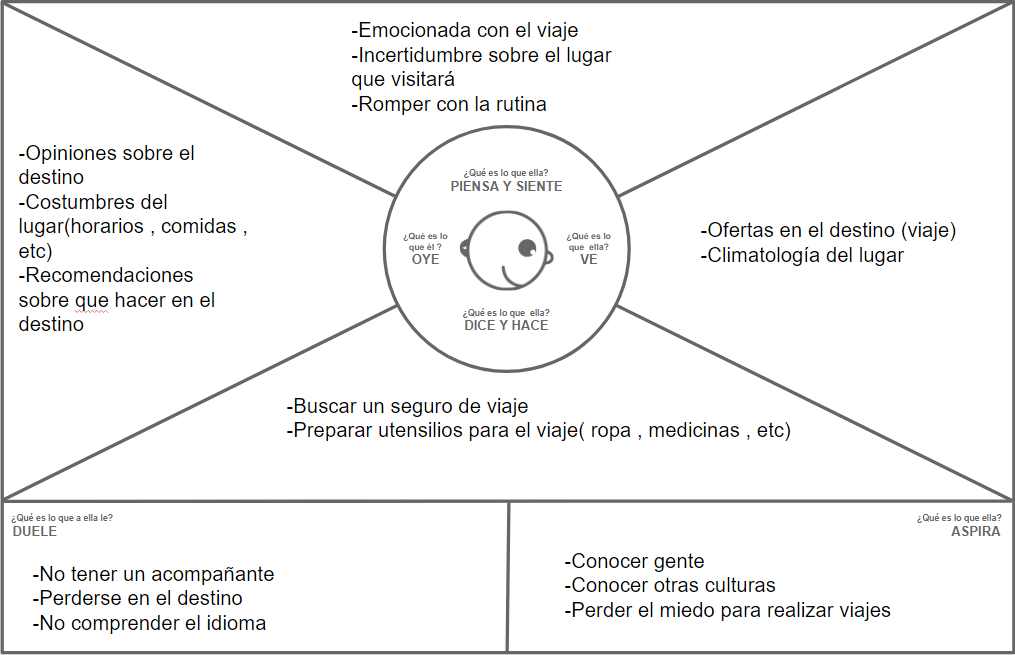 -Emocionada con el viaje
-Incertidumbre sobre el lugar
que visitará
-Romper con la rutina
-Opiniones sobre el
destino
-Costumbres del
lugar(horarios , comidas ,
etc)
-Recomendaciones
sobre que hacer en el
destino
¿Qué es lo que ella?
PIENSA Y SIENTE
¿Qué es lo
que él ?
OYE
¿Qué es lo
que ella?
VE
¿Qué es lo que ella?
DICE Y HACE
-Ofertas en el destino (viaje)
-Climatología del lugar
-Buscar un seguro de viaje
-Preparar utensilios para el viaje( ropa , medicinas , etc)
¿Qué es lo que a ella le?
DUELE
-No tener un acompañante
-Perderse en el destino
-No comprender el idioma
¿Qué es lo que ella?
ASPIRA
-Conocer gente
-Conocer otras culturas
-Perder el miedo para realizar viajes